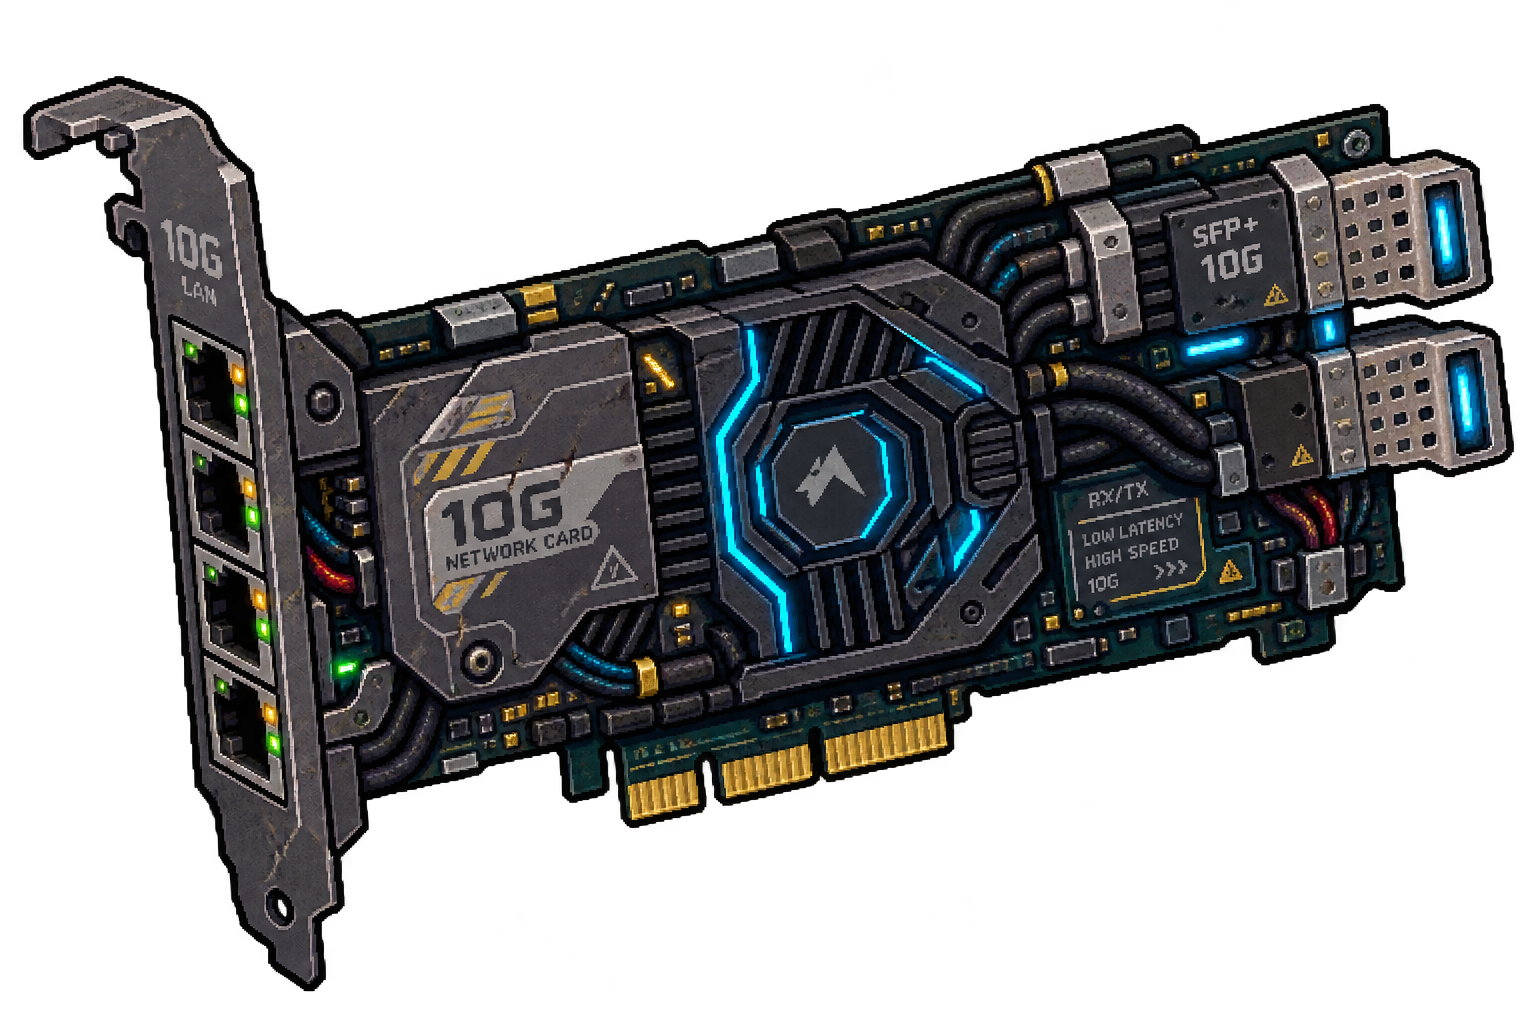 10G
LAN
10G
NETWORK CARD
SFP+
10G
RX/TX
LOW LATENCY
HIGH SPEED
10G >>>